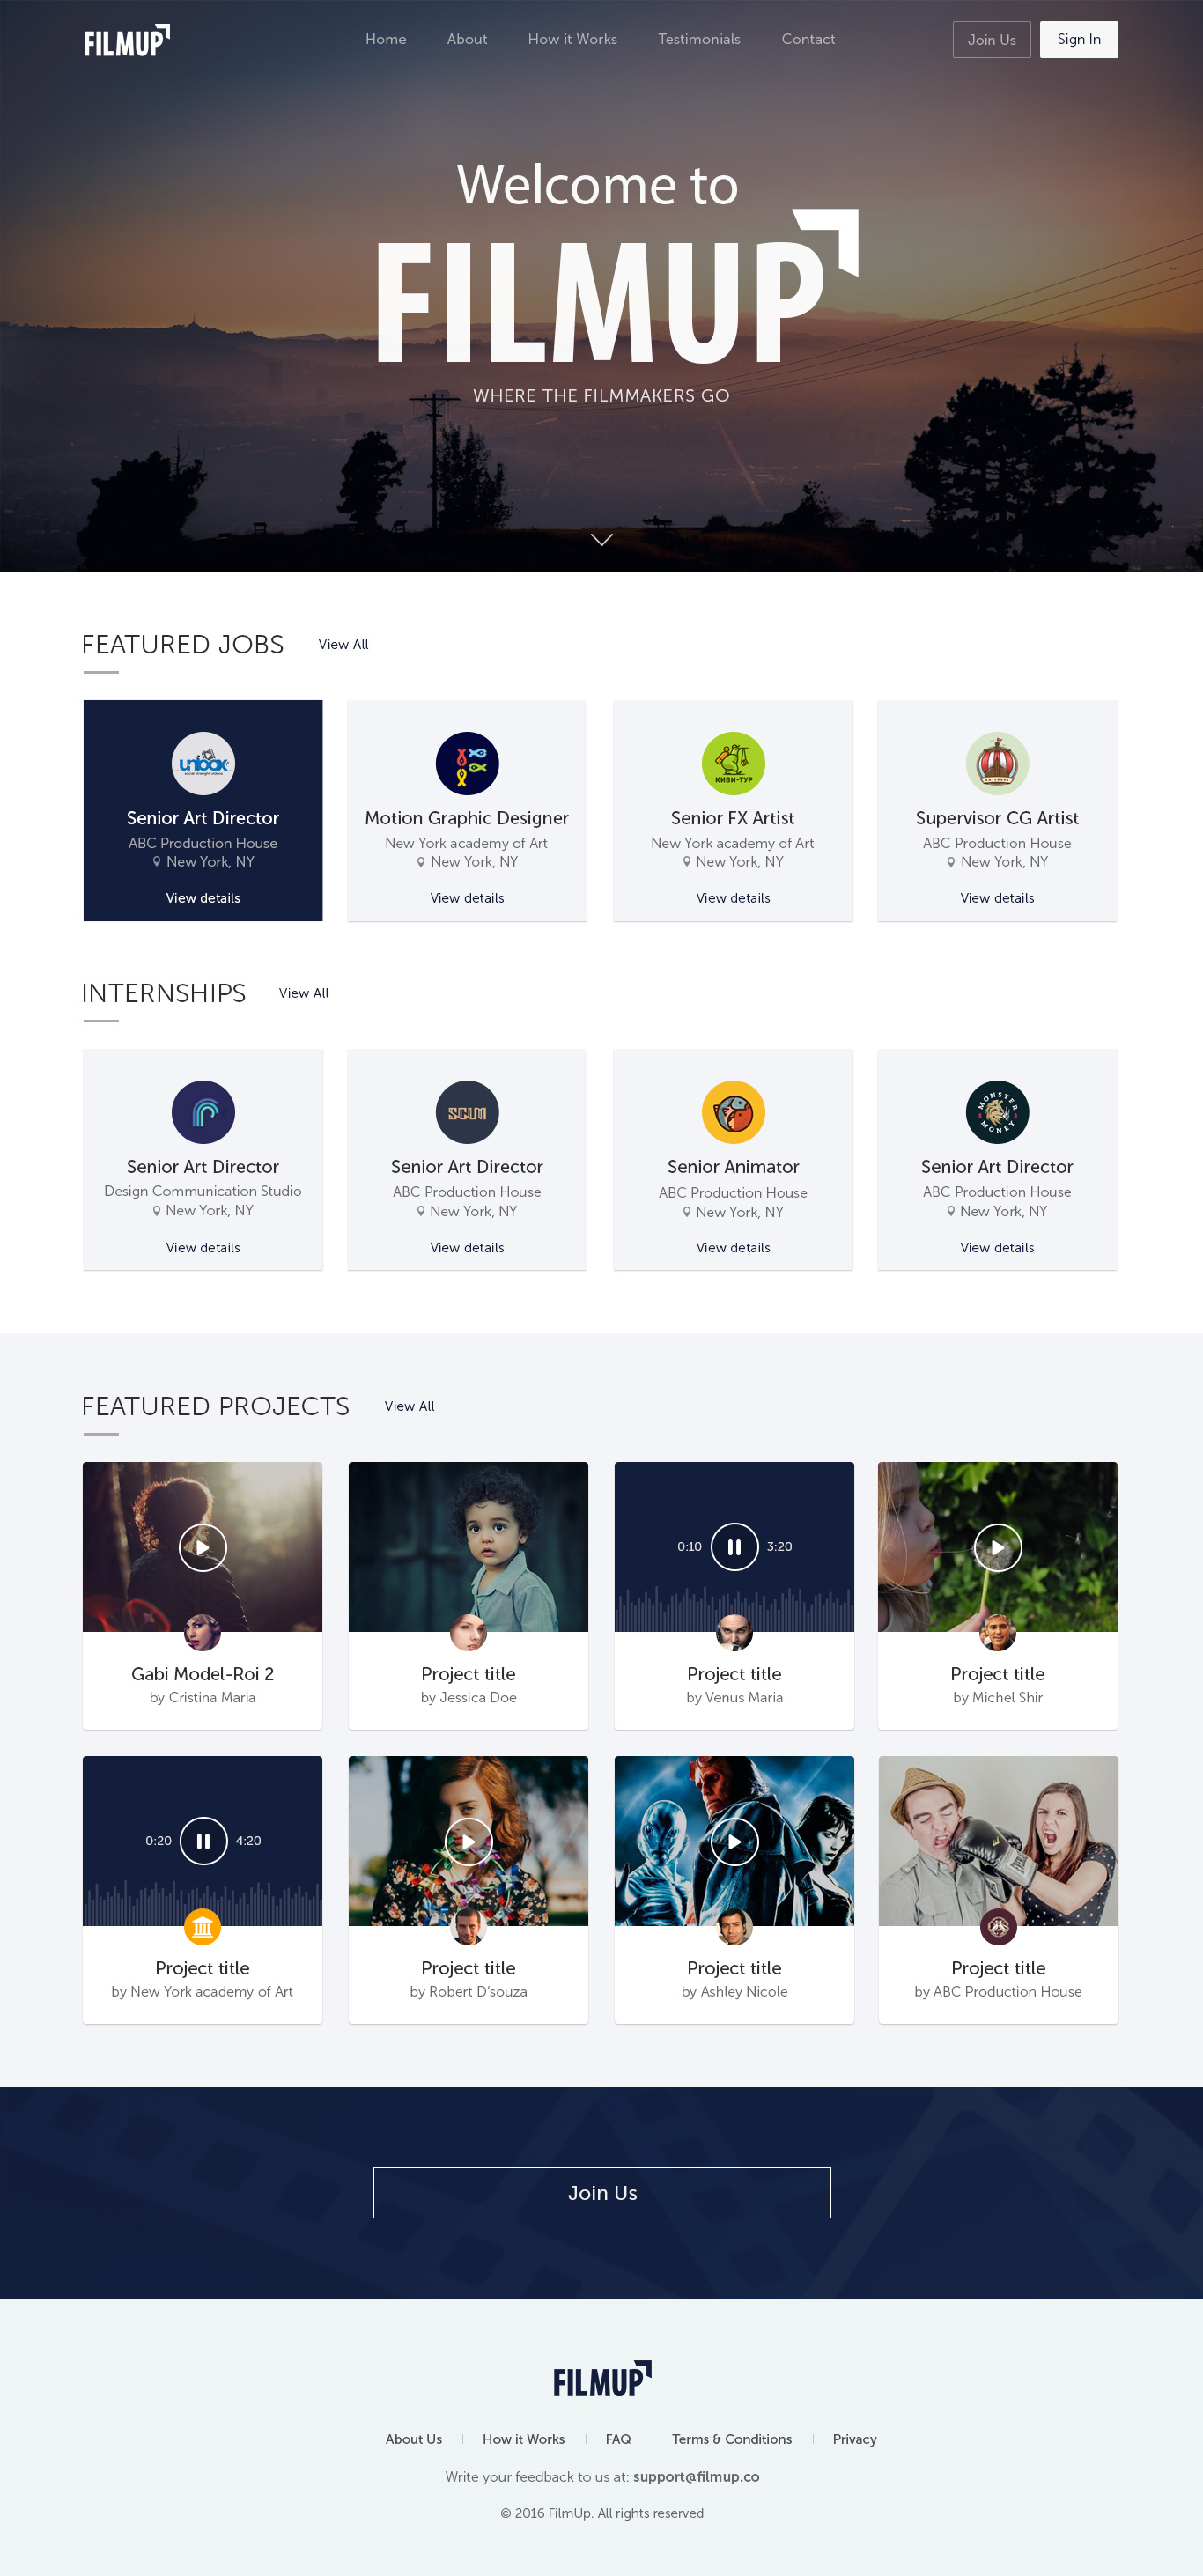 FILMUP
Home About How it Works Testimonials Contact
Join Us Sign In
Welcome to
FILMUP
WHERE THE FILMMAKERS GO
FEATURED JOBS View All
unbox
social strength videos
Senior Art Director
ABC Production House
New York, NY
View details
Motion Graphic Designer
New York academy of Art
New York, NY
View details
КИВИ-ТУР
Senior FX Artist
New York academy of Art
New York, NY
View details
Supervisor CG Artist
ABC Production House
New York, NY
View details
INTERNSHIPS View All
Senior Art Director
Design Communication Studio
New York, NY
View details
SCUM
Senior Art Director
ABC Production House
New York, NY
View details
Senior Animator
ABC Production House
New York, NY
View details
MONSTER
MONEY
Senior Art Director
ABC Production House
New York, NY
View details
FEATURED PROJECTS View All
Gabi Model-Roi 2
by Cristina Maria
Project title
by Jessica Doe
0:10 3:20
Project title
by Venus Maria
Project title
by Michel Shir
0:20 4:20
Project title
by New York academy of Art
Project title
by Robert D’souza
Project title
by Ashley Nicole
Project title
by ABC Production House
Join Us
FILMUP
About Us How it Works FAQ Terms & Conditions Privacy
Write your feedback to us at: support@filmup.co
© 2016 FilmUp. All rights reserved